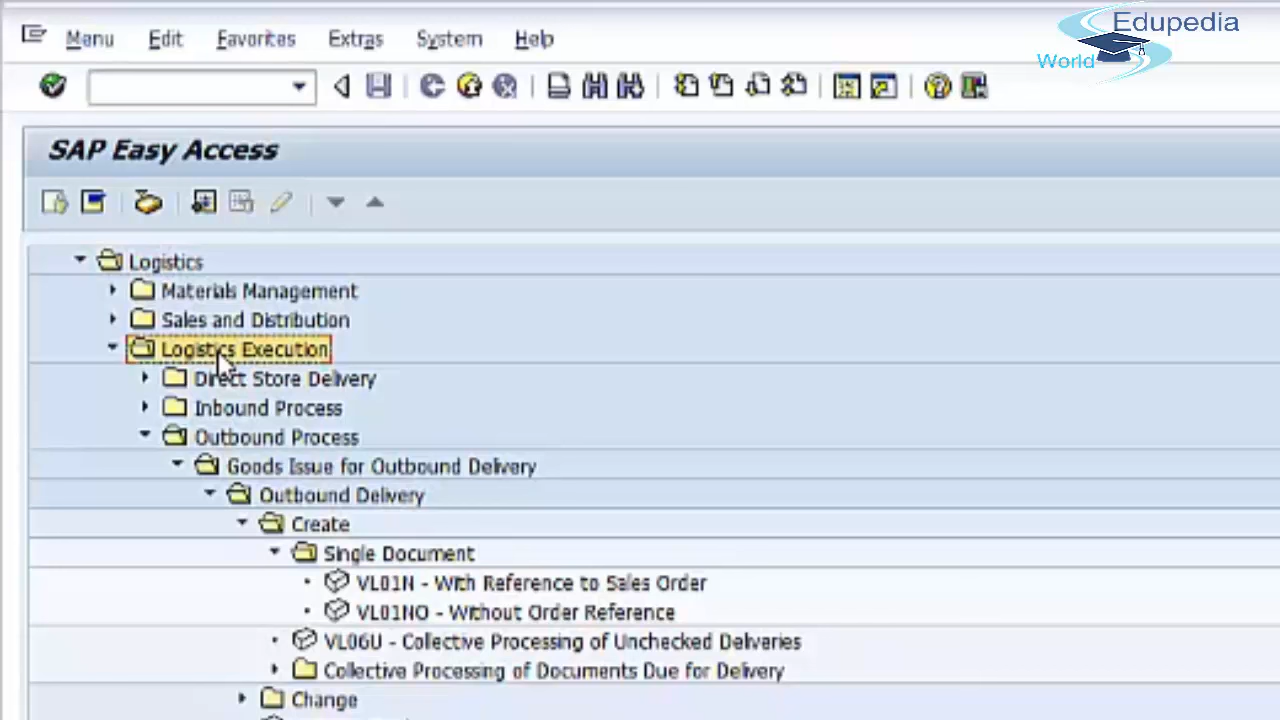 Menu Edit Favorites Extras System Help
Edupedia
World
SAP Easy Access
Logistics
Materials Management
Sales and Distribution
Logistics Execution
Direct Store Delivery
Inbound Process
Outbound Process
Goods Issue for Outbound Delivery
Outbound Delivery
Create
Single Document
VL01N - With Reference to Sales Order
VL01NO - Without Order Reference
VL06U - Collective Processing of Unchecked Deliveries
Collective Processing of Documents Due for Delivery
Change